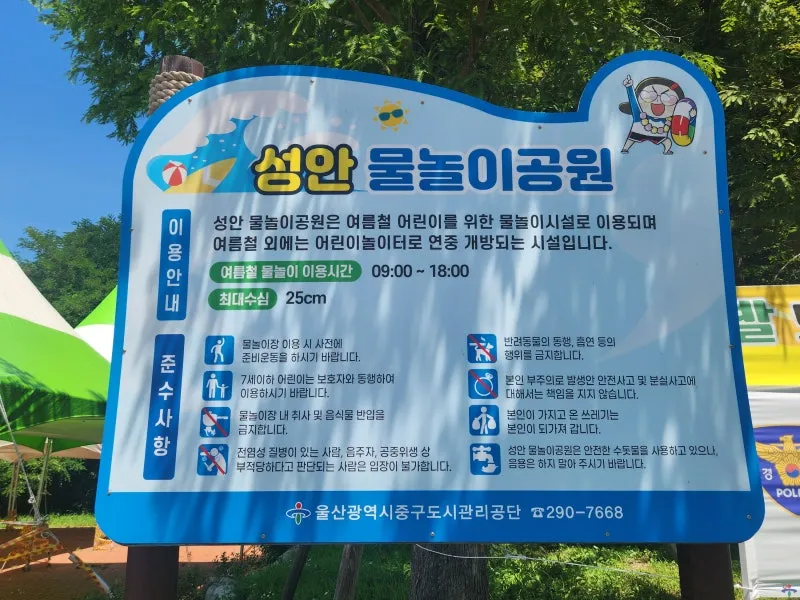 성안 물놀이공원
이용안내
성안 물놀이공원은 여름철 어린이를 위한 물놀이시설로 이용되며
여름철 외에는 어린이놀이터로 연중 개방되는 시설입니다.
여름철 물놀이 이용시간 09:00 ~ 18:00
최대수심 25cm
준수사항
물놀이장 이용 시 사전에
준비운동을 하시기 바랍니다.
7세이하 어린이는 보호자와 동행하여
이용하시기 바랍니다.
물놀이장 내 취사 및 음식물 반입을
금지합니다.
전염성 질병이 있는 사람, 음주자, 공중위생 상
부적당하다고 판단되는 사람은 입장이 불가합니다.
반려동물의 동행, 흡연 등의
행위를 금지합니다.
본인 부주의로 발생한 안전사고 및 분실사고에
대해서는 책임을 지지 않습니다.
본인이 가지고 온 쓰레기는
본인이 되가져 갑니다.
성안 물놀이공원은 안전한 수돗물을 사용하고 있으나,
음용은 하지 말아 주시기 바랍니다.
울산광역시중구도시관리공단 ☎290-7668
발
경
POLI